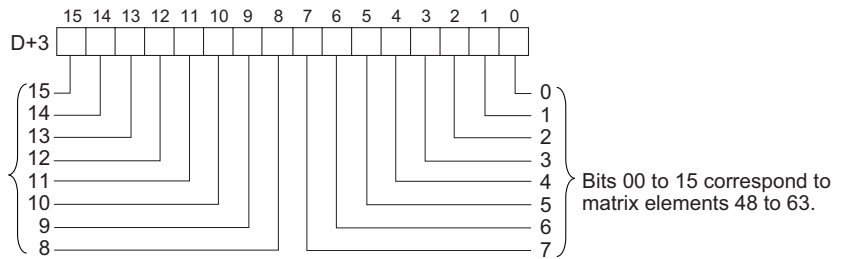 15 14 13 12 11 10 9 8 7 6 5 4 3 2 1 0
D+3
15 0
14 1
13 2
12 3
11 4
10 5
9 6
8 7
Bits 00 to 15 correspond to
matrix elements 48 to 63.